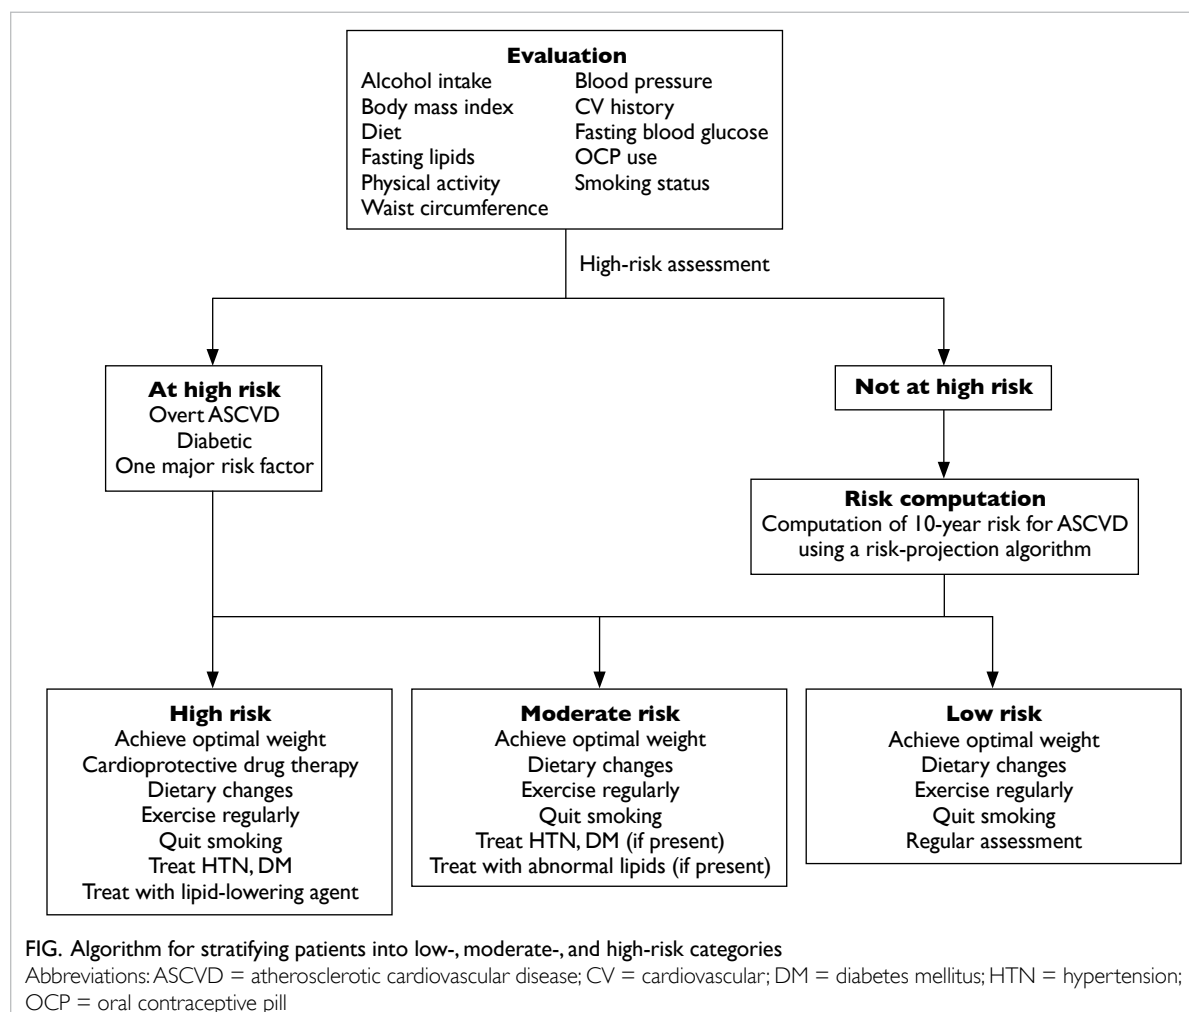 Evaluation
Alcohol intake
Body mass index
Diet
Fasting lipids
Physical activity
Waist circumference
Blood pressure
CV history
Fasting blood glucose
OCP use
Smoking status
High-risk assessment
At high risk
Overt ASCVD
Diabetic
One major risk factor
Not at high risk
Risk computation
Computation of 10-year risk for ASCVD
using a risk-projection algorithm
High risk
Achieve optimal weight
Cardioprotective drug therapy
Dietary changes
Exercise regularly
Quit smoking
Treat HTN, DM
Treat with lipid-lowering agent
Moderate risk
Achieve optimal weight
Dietary changes
Exercise regularly
Quit smoking
Treat HTN, DM (if present)
Treat with abnormal lipids (if present)
Low risk
Achieve optimal weight
Dietary changes
Exercise regularly
Quit smoking
Regular assessment
FIG. Algorithm for stratifying patients into low-, moderate-, and high-risk categories
Abbreviations: ASCVD = atherosclerotic cardiovascular disease; CV = cardiovascular; DM = diabetes mellitus; HTN = hypertension;
OCP = oral contraceptive pill